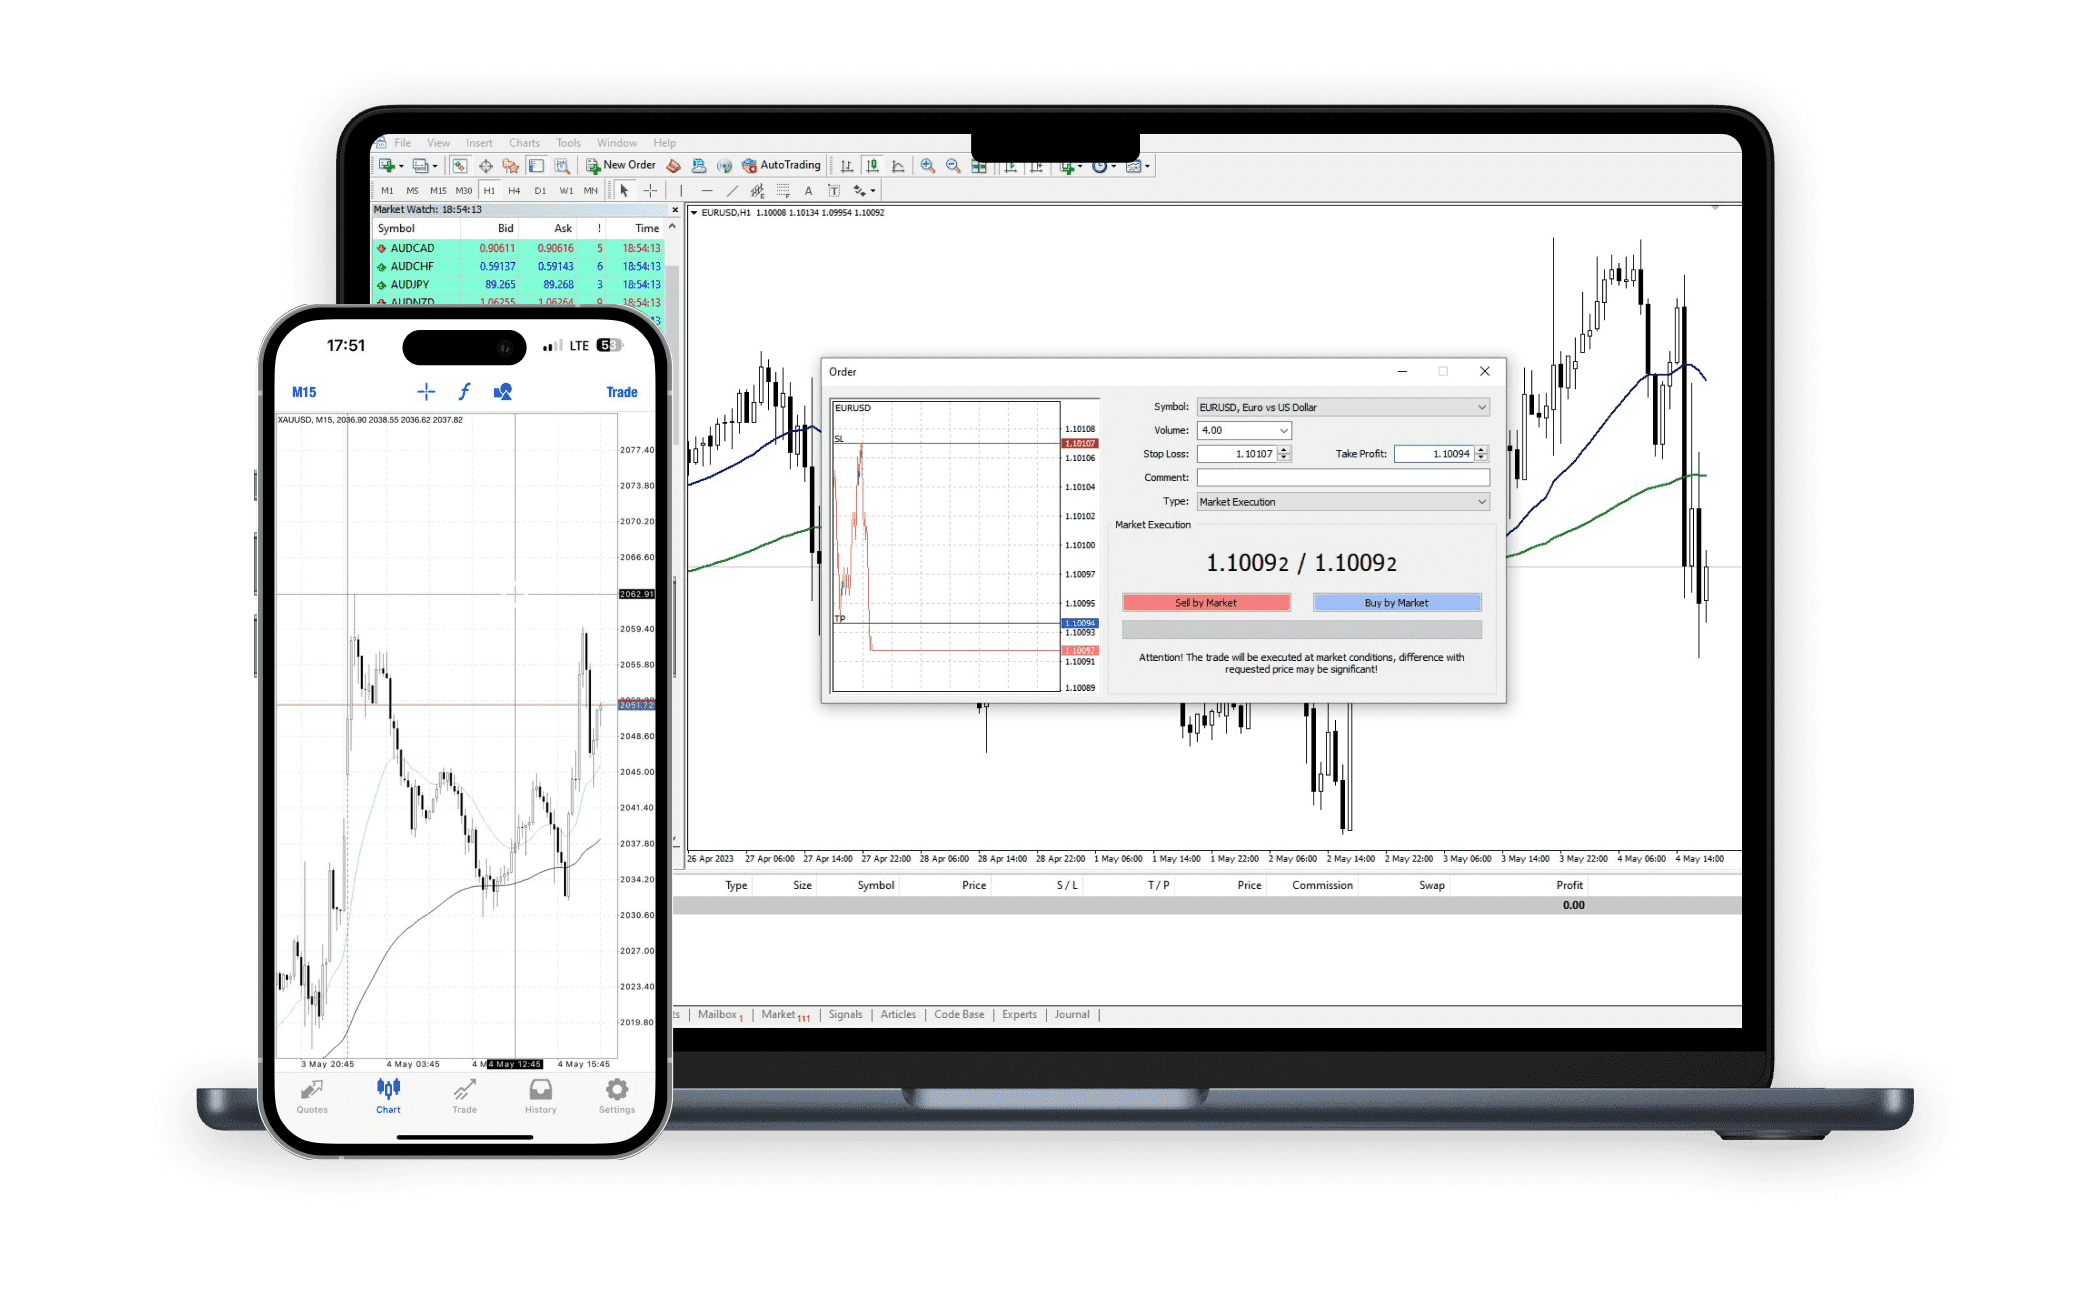 File View Insert Charts Tools Window Help
New Order AutoTrading
M1 M5 M15 M30 H1 H4 D1 W1 MN A T
Market Watch: 18:54:13
Symbol Bid Ask ! Time
AUDCAD 0.90611 0.90616 5 18:54:13
AUDCHF 0.59137 0.59143 6 18:54:13
AUDJPY 89.265 89.268 3 18:54:13
AUDNZD 1.06255 1.06264 9 18:54:13
EURUSD,H1 1.10008 1.10134 1.09954 1.10092
Order
EURUSD
SL
TP
1.10108
1.10107
1.10106
1.10104
1.10102
1.10100
1.10097
1.10095
1.10094
1.10093
1.10092
1.10091
1.10089
Symbol: EURUSD, Euro vs US Dollar
Volume: 4.00
Stop Loss: 1.10107 Take Profit: 1.10094
Comment:
Type: Market Execution
Market Execution
1.10092 / 1.10092
Sell by Market Buy by Market
Attention! The trade will be executed at market conditions, difference with
requested price may be significant!
26 Apr 2023 27 Apr 06:00 27 Apr 14:00 27 Apr 22:00 28 Apr 06:00 28 Apr 14:00 28 Apr 22:00 1 May 06:00 1 May 14:00 1 May 22:00 2 May 06:00 2 May 14:00 2 May 22:00 3 May 06:00 3 May 14:00 3 May 22:00 4 May 06:00 4 May 14:00
Type Size Symbol Price S / L T / P Price Commission Swap Profit
0.00
ts | Mailbox 1 | Market 111 | Signals | Articles | Code Base | Experts | Journal |
17:51 LTE 53
M15 f Trade
XAUUSD, M15, 2036.90 2038.55 2036.62 2037.82
2077.40
2073.80
2070.20
2066.60
2062.91
2059.40
2055.80
2051.72
2048.60
2045.00
2041.40
2037.80
2034.20
2030.60
2027.00
2023.40
2019.80
3 May 20:45 4 May 03:45 4 M 4 May 12:45 4 May 15:45
Quotes Chart Trade History Settings